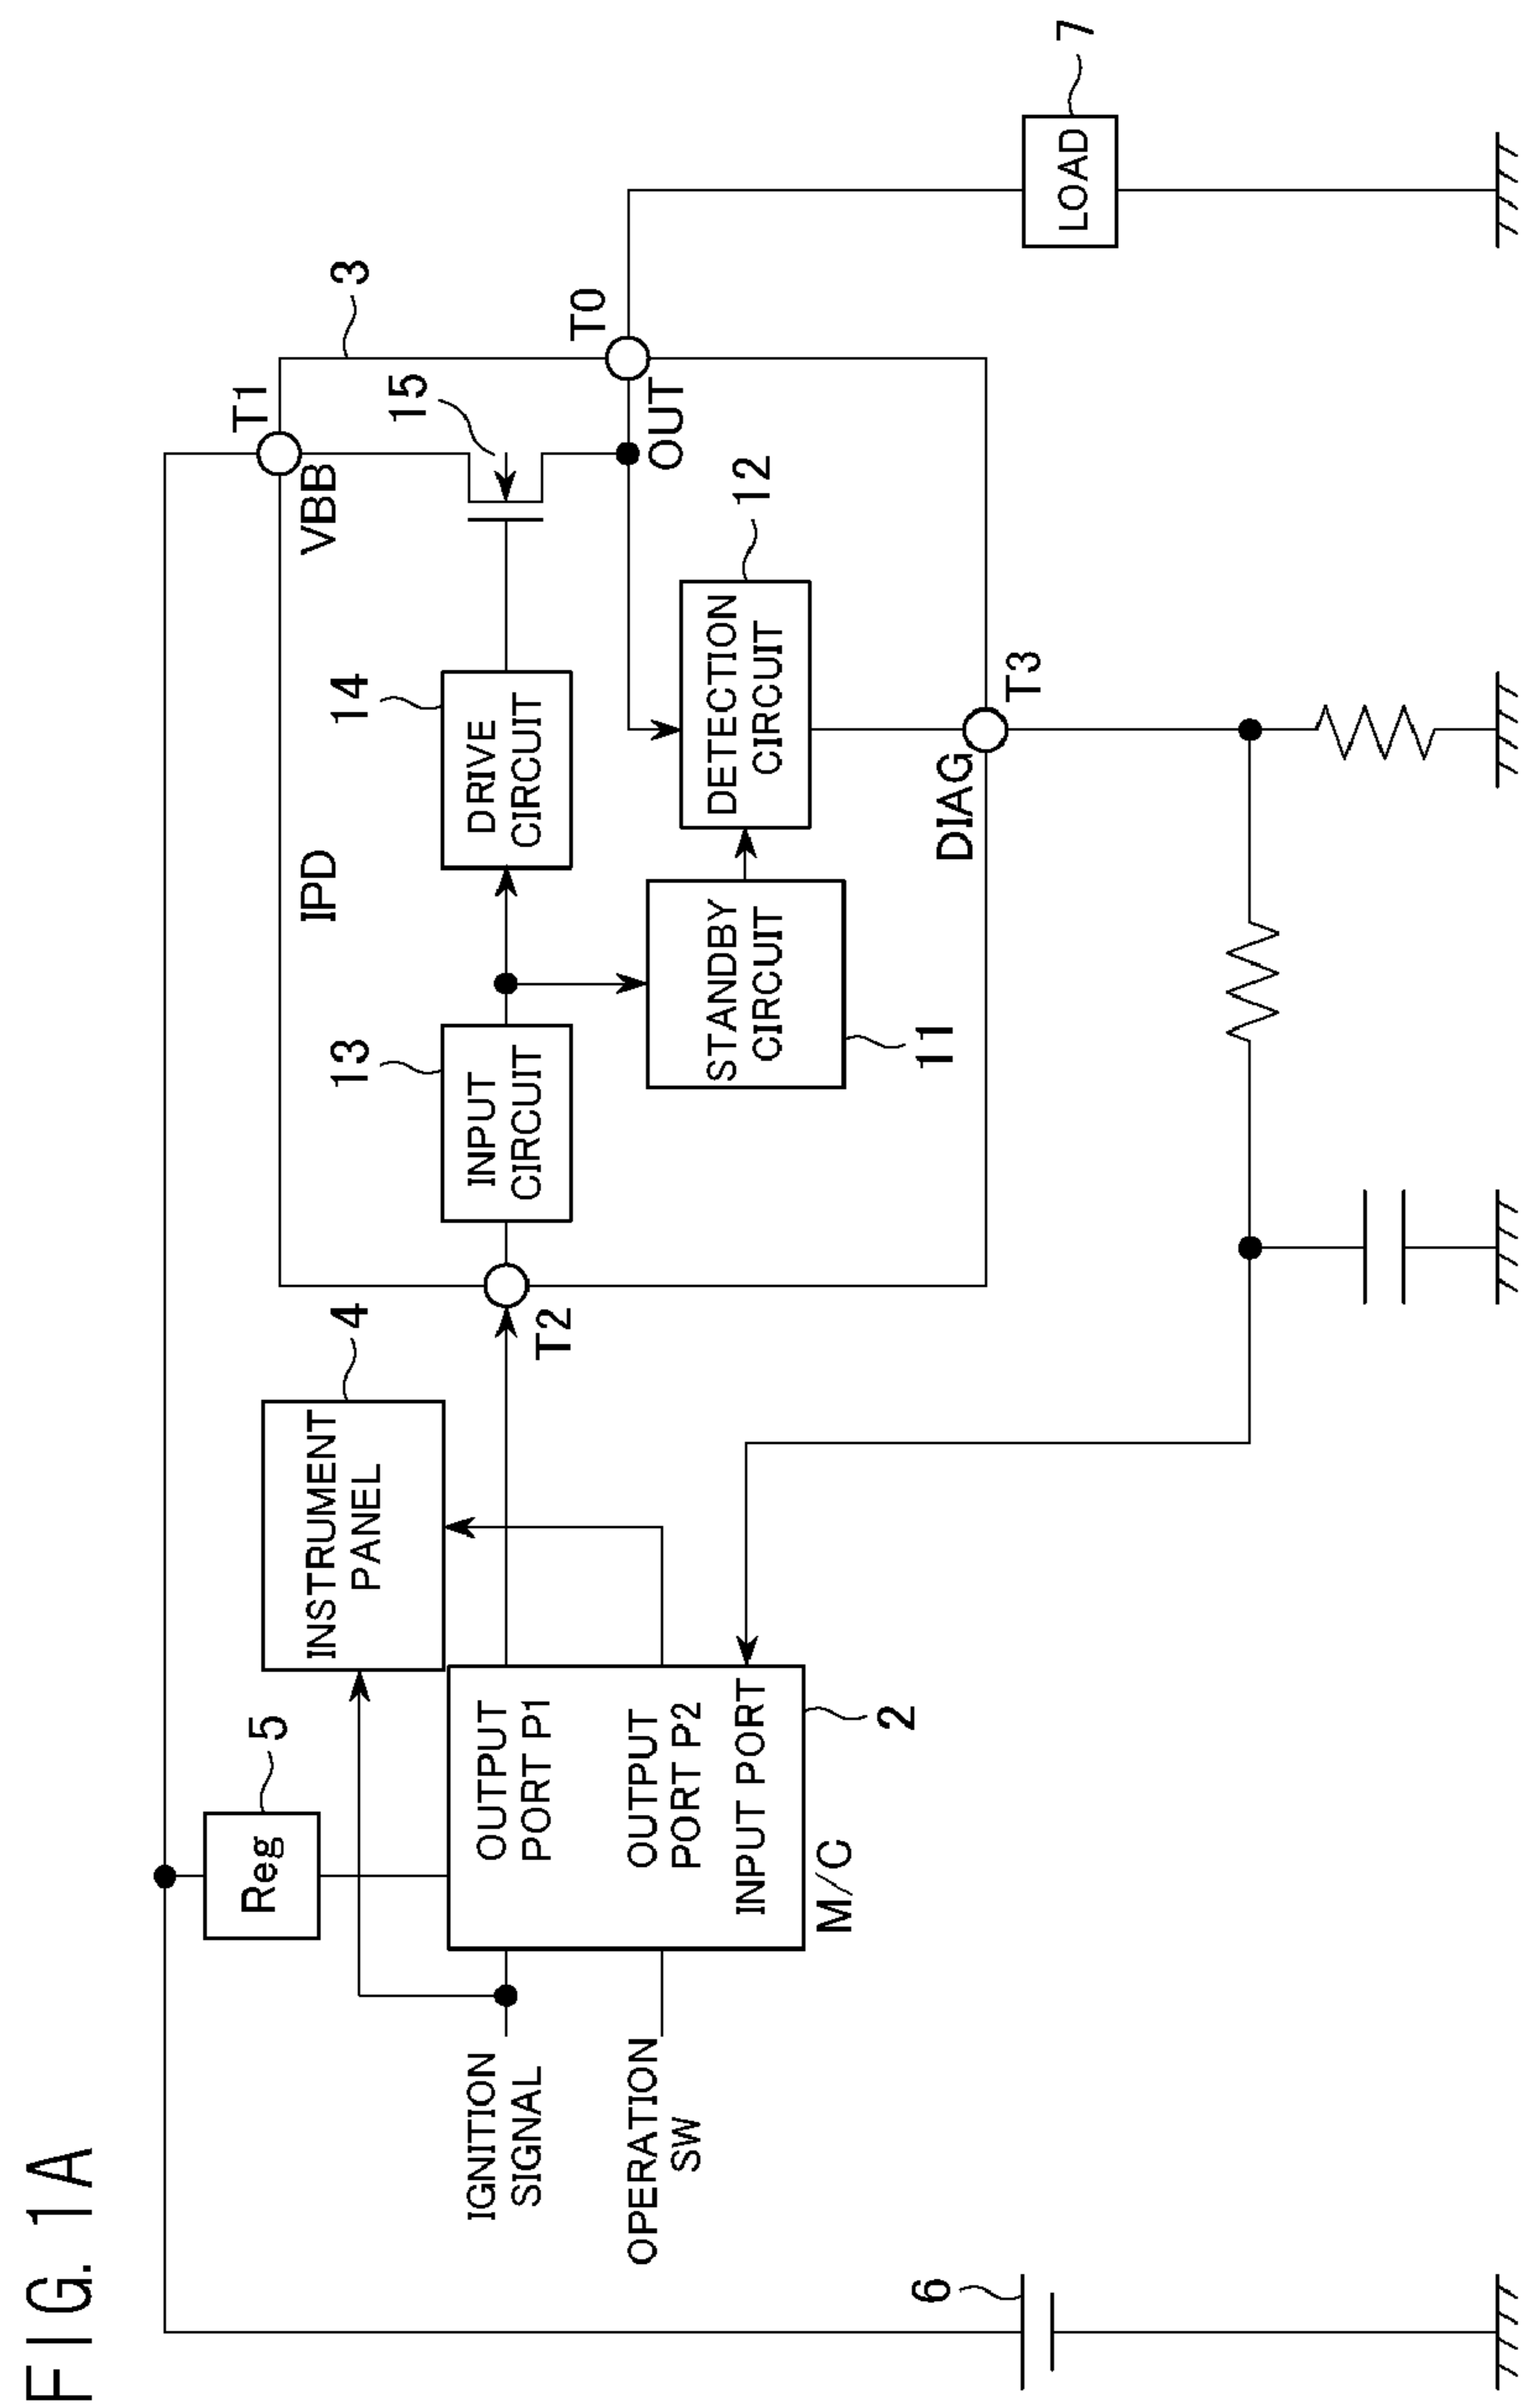 FIG. 1A
T1
VBB
3
IPD
15
T0
OUT
7
LOAD
14
DRIVE
CIRCUIT
12
DETECTION
CIRCUIT
13
INPUT
CIRCUIT
STANDBY
CIRCUIT
11
DIAG
T3
T2
4
INSTRUMENT
PANEL
5
Reg
OUTPUT
PORT P1
OUTPUT
PORT P2
INPUT PORT
M/C
2
IGNITION
SIGNAL
OPERATION
SW
6